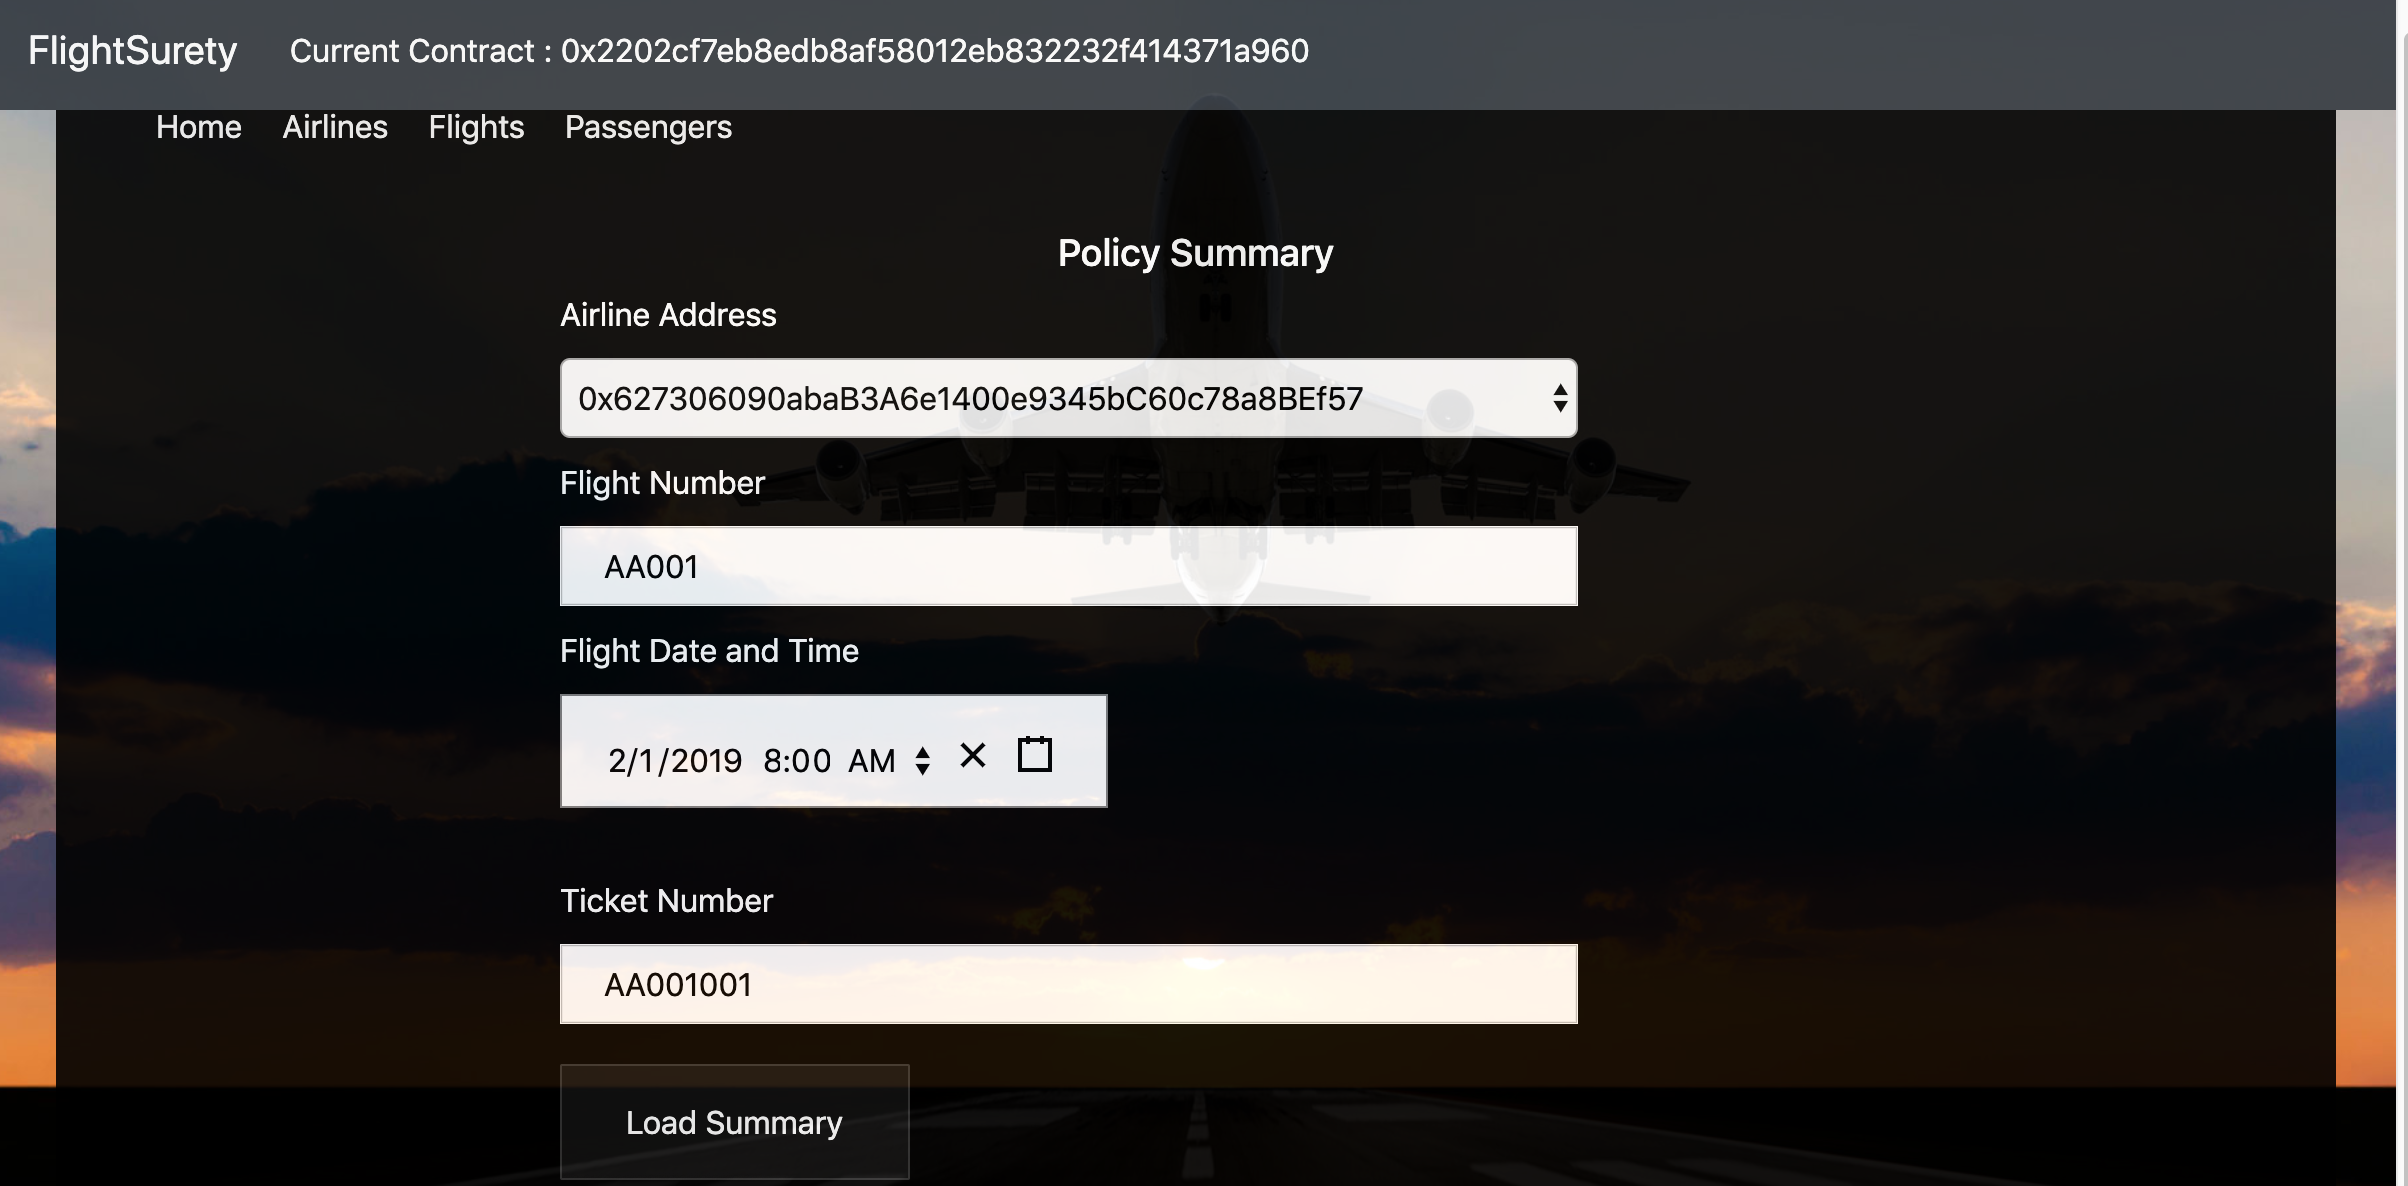 FlightSurety Current Contract : 0x2202cf7eb8edb8af58012eb832232f414371a960
Home Airlines Flights Passengers
Policy Summary
Airline Address
0x627306090abaB3A6e1400e9345bC60c78a8BEf57
Flight Number
AA001
Flight Date and Time
2/1/2019 8:00 AM
Ticket Number
AA001001
Load Summary